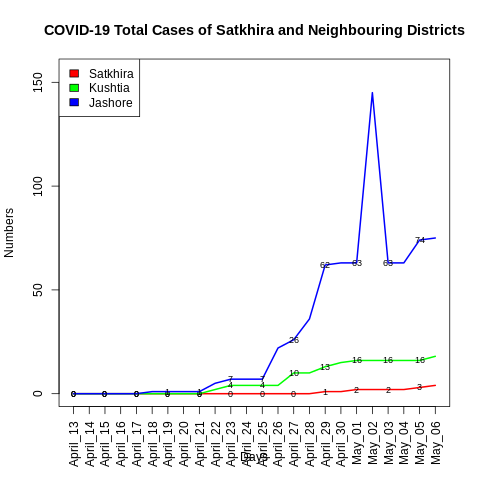 COVID-19 Total Cases of Satkhira and Neighbouring Districts
Satkhira
Kushtia
Jashore
Numbers
150
100
50
0
62 63 63 74
26
7 7
1 1
10 13 16 16 16
4 4
0 0 0 0 0 0 0 0 1 2 2 3
April_13
April_14
April_15
April_16
April_17
April_18
April_19
April_20
April_21
April_22
April_23
April_24
April_25
April_26
April_27
April_28
April_29
April_30
May_01
May_02
May_03
May_04
May_05
May_06
Days